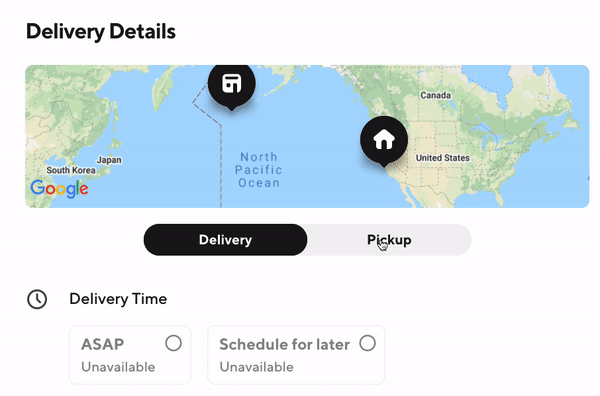 Delivery Details
Canada
Japan
South Korea
North
Pacific
Ocean
United States
Google
Delivery
Pickup
Delivery Time
ASAP
Unavailable
Schedule for later
Unavailable